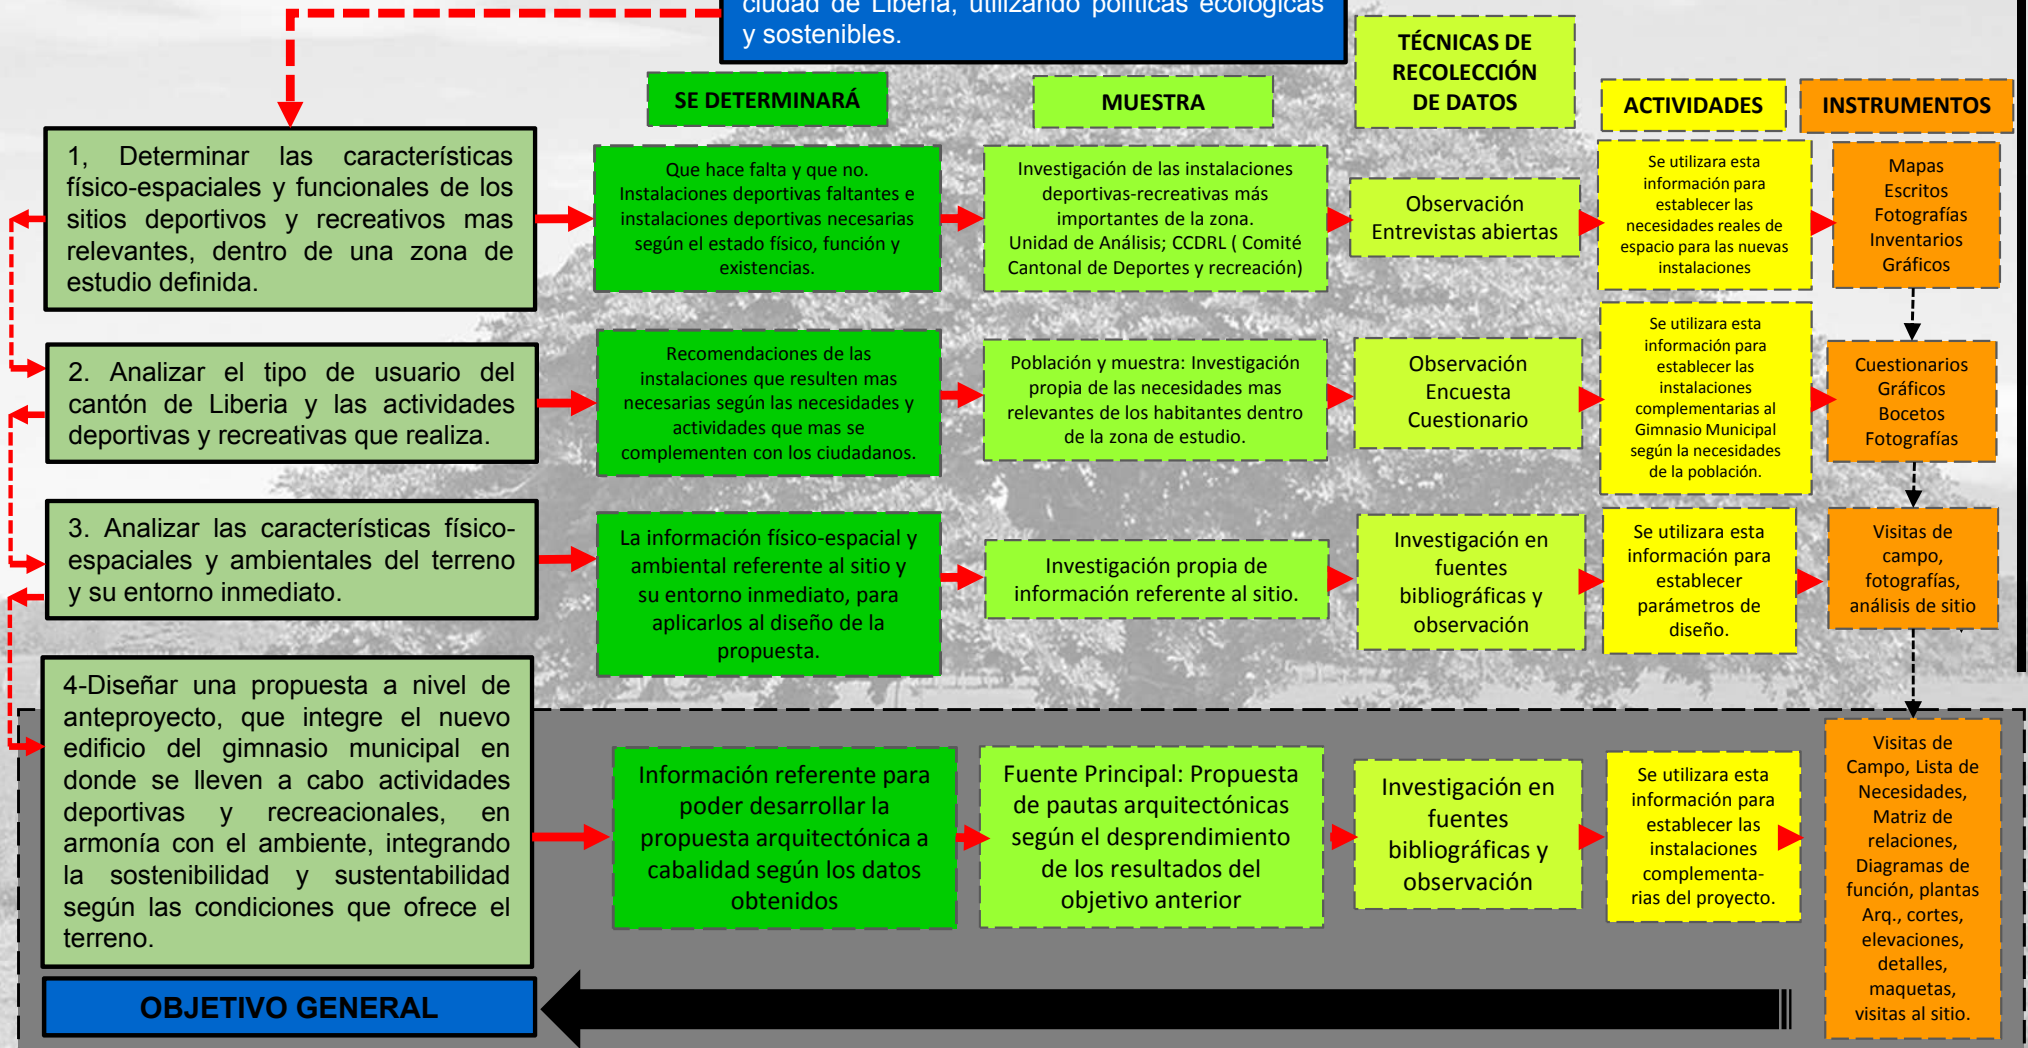 ciudad de Liberia, utilizando políticas ecológicas
y sostenibles.
SE DETERMINARÁ
MUESTRA
TÉCNICAS DE
RECOLECCIÓN
DE DATOS
ACTIVIDADES
INSTRUMENTOS
1, Determinar las características
físico-espaciales y funcionales de los
sitios deportivos y recreativos mas
relevantes, dentro de una zona de
estudio definida.
Que hace falta y que no.
Instalaciones deportivas faltantes e
instalaciones deportivas necesarias
según el estado físico, función y
existencias.
Investigación de las instalaciones
deportivas-recreativas más
importantes de la zona.
Unidad de Análisis; CCDRL ( Comité
Cantonal de Deportes y recreación)
Observación
Entrevistas abiertas
Se utilizara esta
información para
establecer las
necesidades reales de
espacio para las nuevas
instalaciones
Mapas
Escritos
Fotografías
Inventarios
Gráficos
2. Analizar el tipo de usuario del
cantón de Liberia y las actividades
deportivas y recreativas que realiza.
Recomendaciones de las
instalaciones que resulten mas
necesarias según las necesidades y
actividades que mas se
complementen con los ciudadanos.
Población y muestra: Investigación
propia de las necesidades mas
relevantes de los habitantes dentro
de la zona de estudio.
Observación
Encuesta
Cuestionario
Se utilizara esta
información para
establecer las
instalaciones
complementarias al
Gimnasio Municipal
según la necesidades
de la población.
Cuestionarios
Gráficos
Bocetos
Fotografías
3. Analizar las características físico-
espaciales y ambientales del terreno
y su entorno inmediato.
La información físico-espacial y
ambiental referente al sitio y
su entorno inmediato, para
aplicarlos al diseño de la
propuesta.
Investigación propia de
información referente al sitio.
Investigación en
fuentes
bibliográficas y
observación
Se utilizara esta
información para
establecer
parámetros de
diseño.
Visitas de
campo,
fotografías,
análisis de sitio
4-Diseñar una propuesta a nivel de
anteproyecto, que integre el nuevo
edificio del gimnasio municipal en
donde se lleven a cabo actividades
deportivas y recreacionales, en
armonía con el ambiente, integrando
la sostenibilidad y sustentabilidad
según las condiciones que ofrece el
terreno.
Información referente para
poder desarrollar la
propuesta arquitectónica a
cabalidad según los datos
obtenidos
Fuente Principal: Propuesta
de pautas arquitectónicas
según el desprendimiento
de los resultados del
objetivo anterior
Investigación en
fuentes
bibliográficas y
observación
Se utilizara esta
información para
establecer las
instalaciones
complementa-
rias del proyecto.
Visitas de
Campo, Lista de
Necesidades,
Matriz de
relaciones,
Diagramas de
función, plantas
Arq., cortes,
elevaciones,
detalles,
maquetas,
visitas al sitio.
OBJETIVO GENERAL